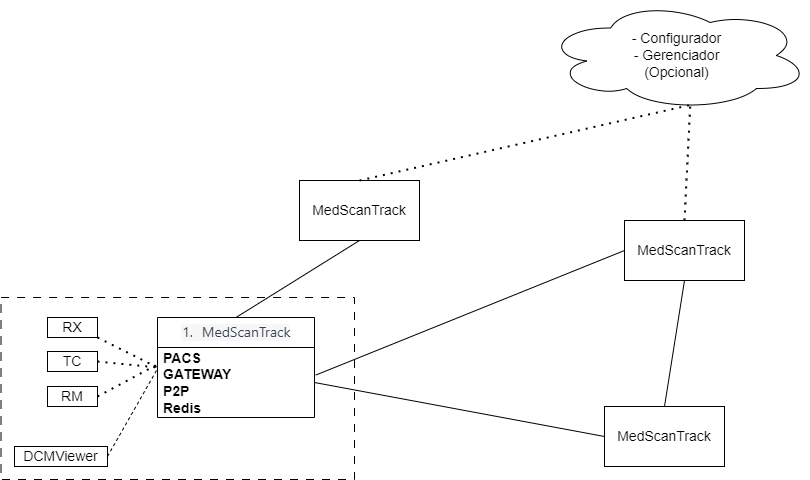 - Configurador
- Gerenciador
(Opcional)
MedScanTrack
MedScanTrack
RX
TC
RM
DCMViewer
1. MedScanTrack
PACS
GATEWAY
P2P
Redis
MedScanTrack